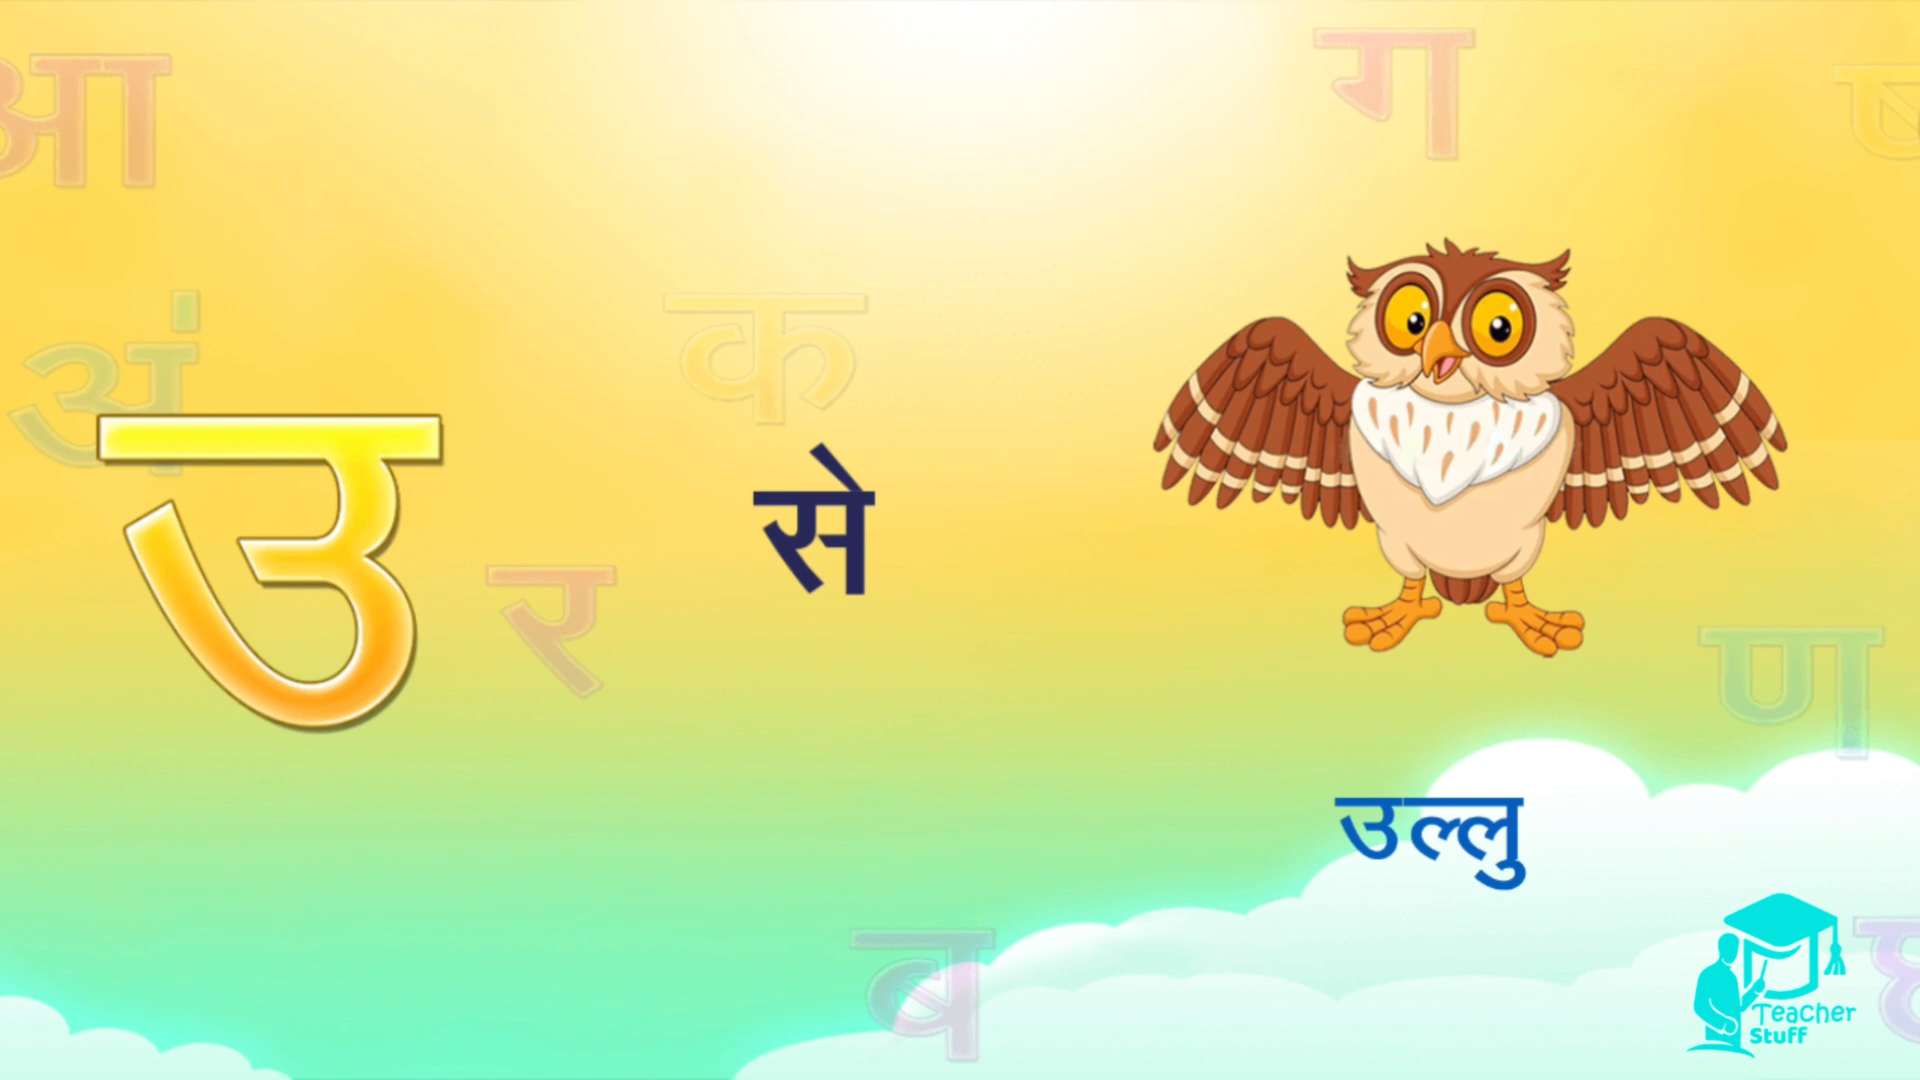 आ
ग
ष
अं
क
उ से
र
ण
उल्लु
ब
Teacher
Stuff